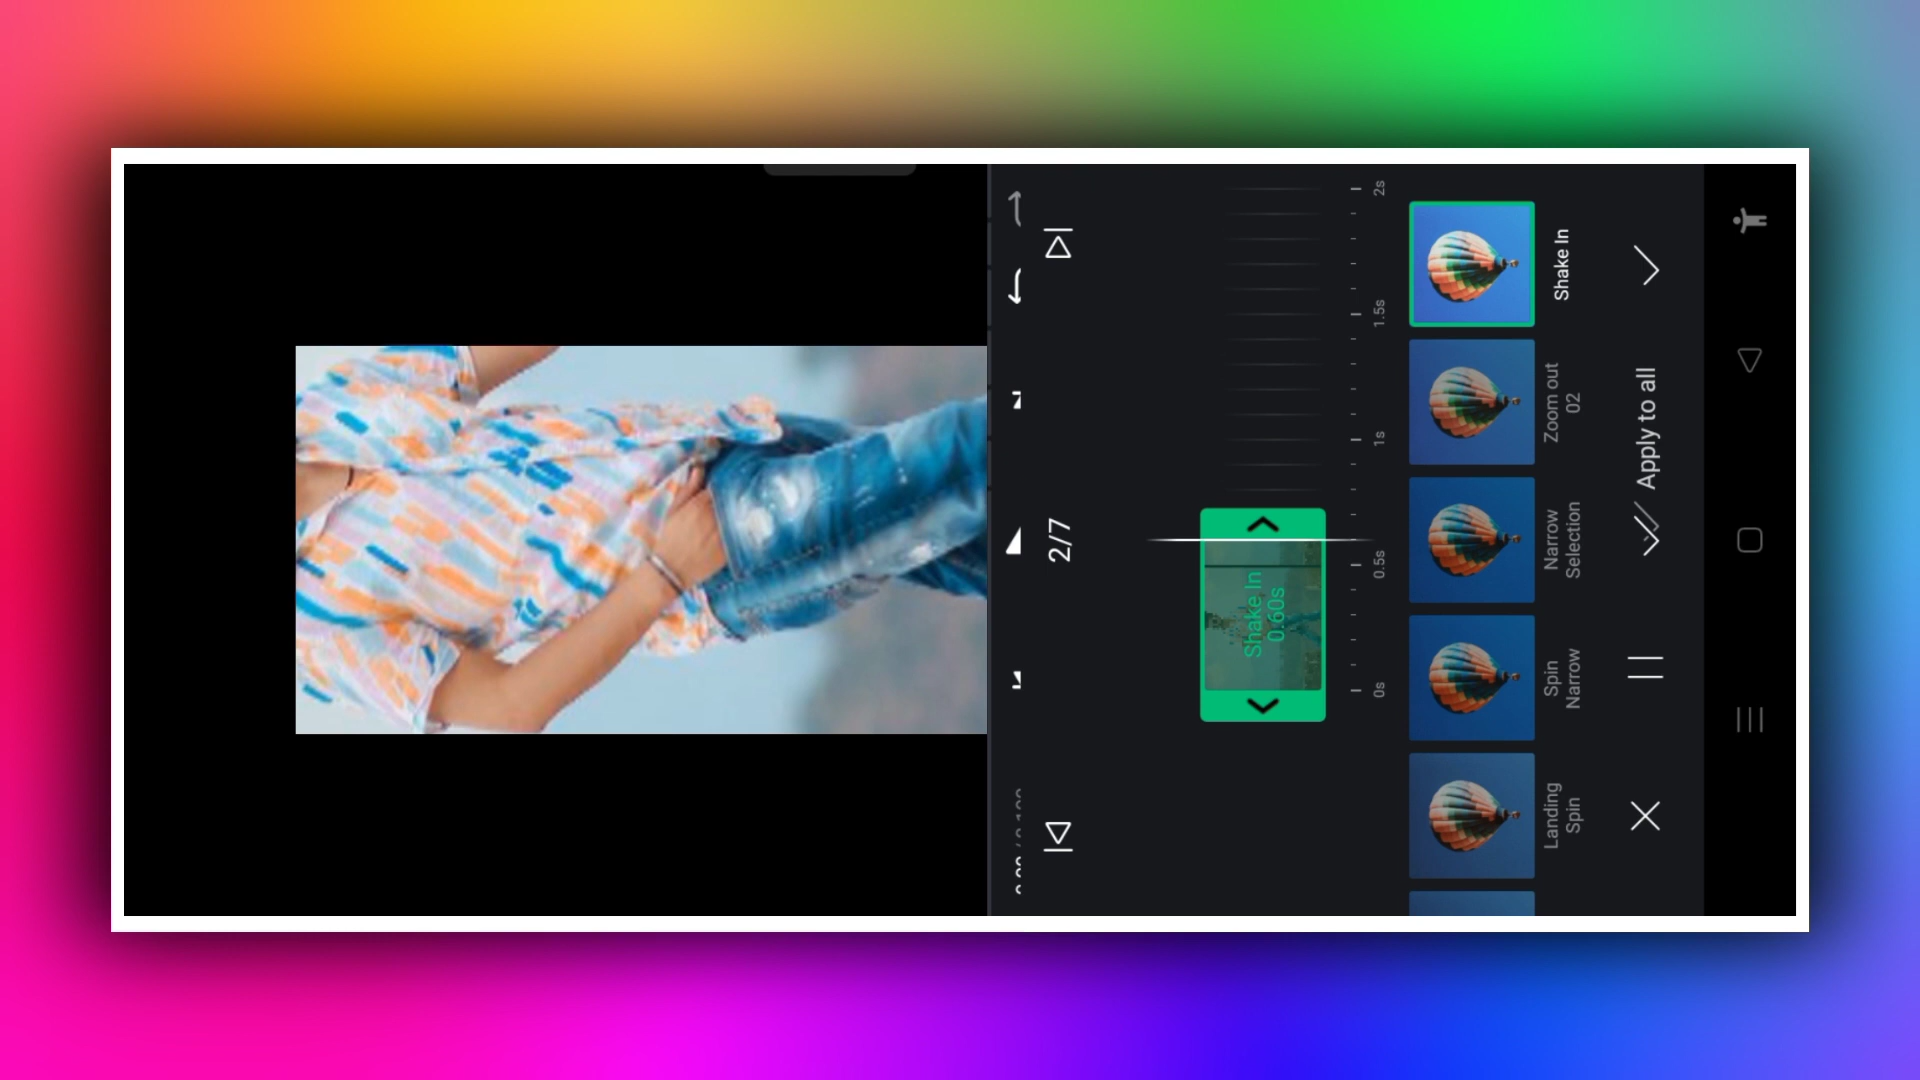 2/7
Shake In
0.60s
0s
0.5s
1s
1.5s
2s
Landing
Spin
Spin
Narrow
Narrow
Selection
Zoom out
02
Shake In
Apply to all